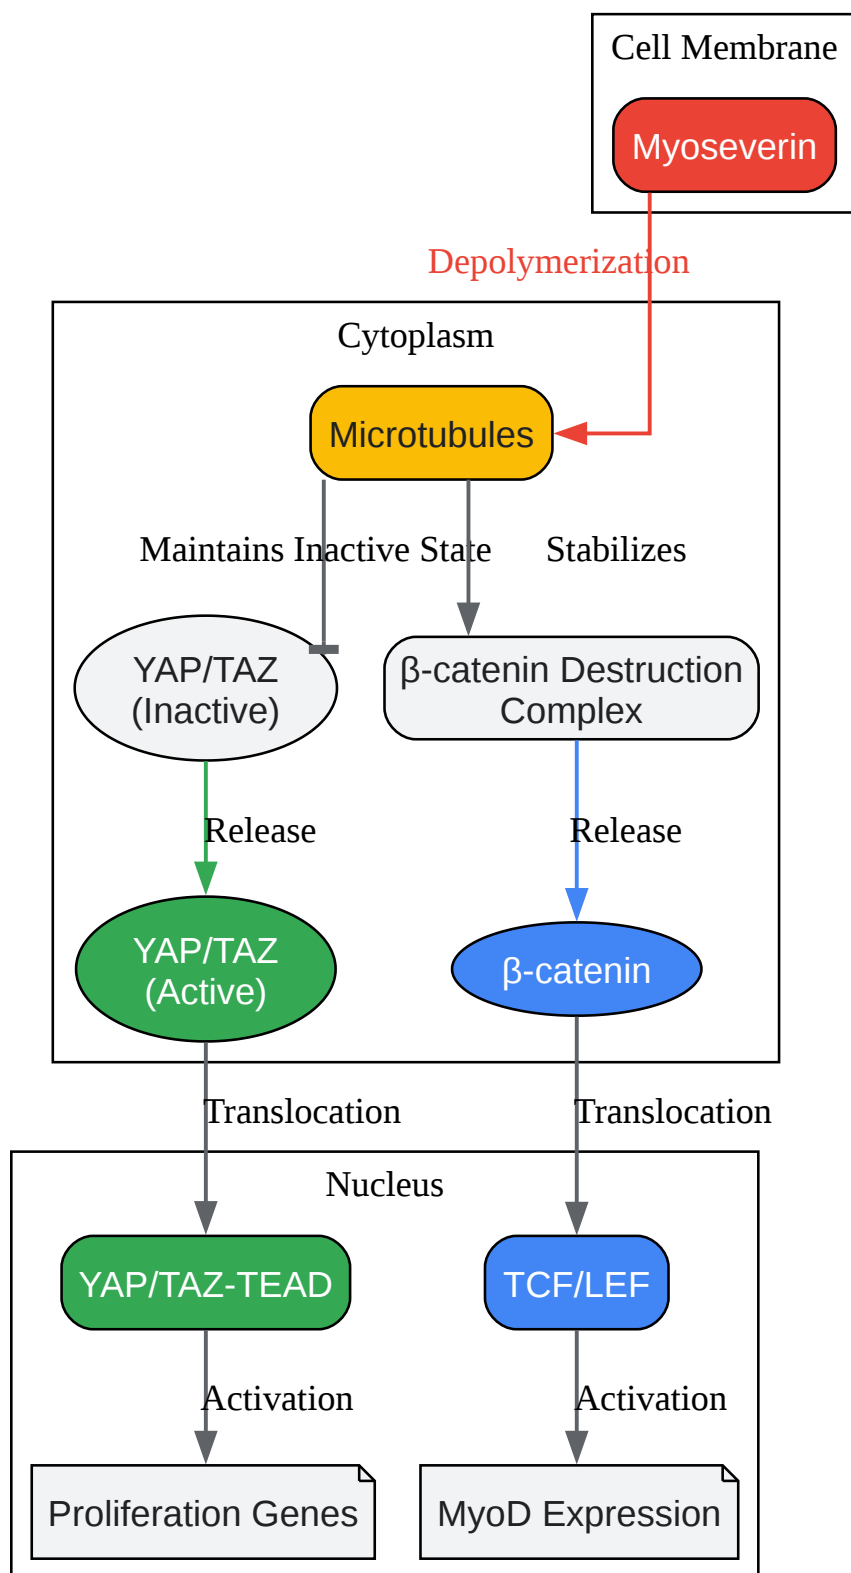 Cell Membrane
Myoseverin
Depolymerization
Cytoplasm
Microtubules
Maintains Inactive State
Stabilizes
YAP/TAZ
(Inactive)
β-catenin Destruction
Complex
Release
Release
YAP/TAZ
(Active)
β-catenin
Translocation
Translocation
Nucleus
YAP/TAZ-TEAD
TCF/LEF
Activation
Activation
Proliferation Genes
MyoD Expression